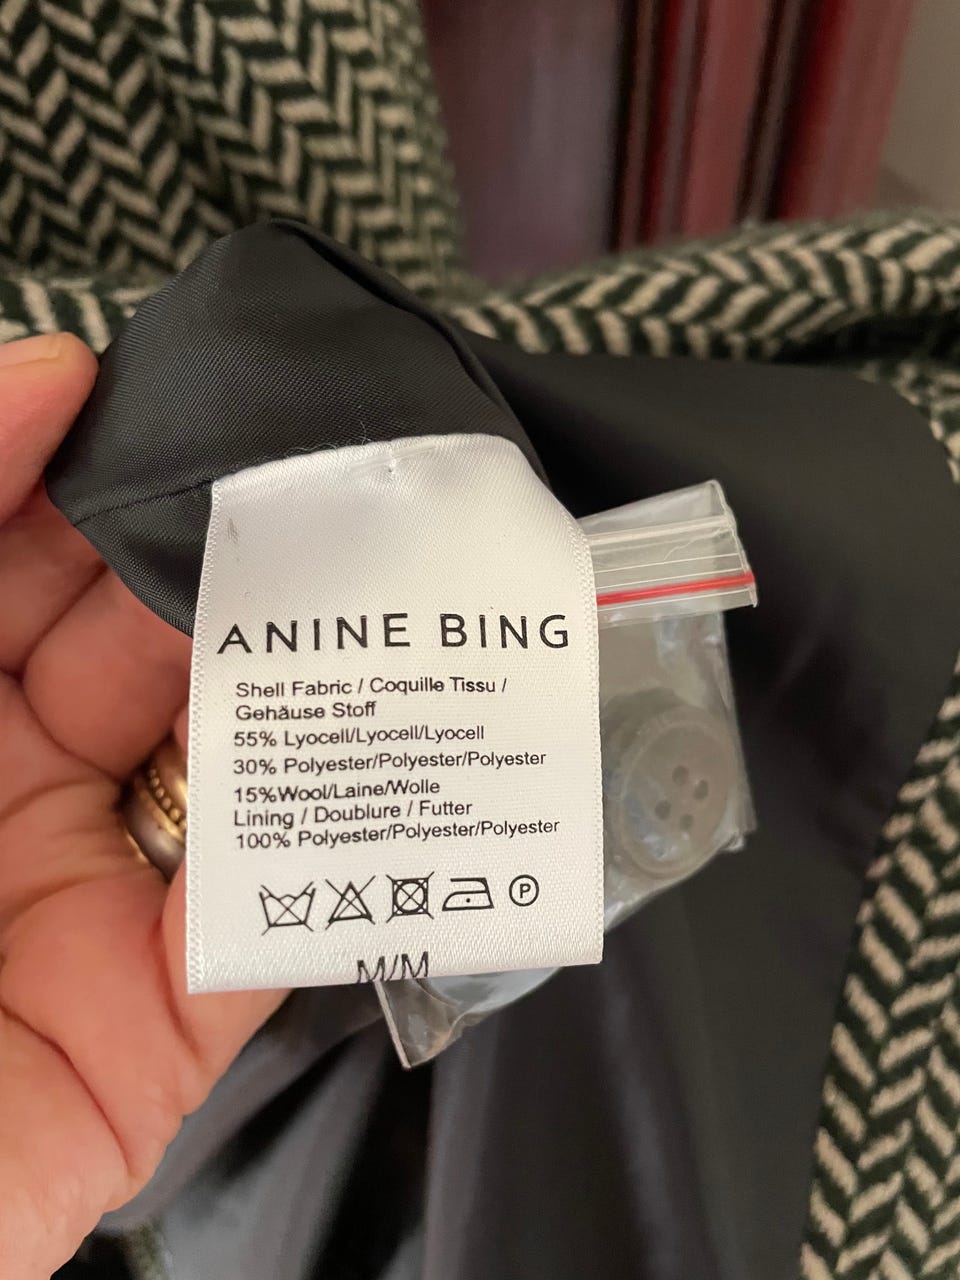 ANINE BING
Shell Fabric / Coquille Tissu /
Gehăuse Stoff
55% Lyocell/Lyocell/Lyocell
30% Polyester/Polyester/Polyester
15%Wool/Laine/Wolle
Lining / Doublure / Futter
100% Polyester/Polyester/Polyester
P
M/M